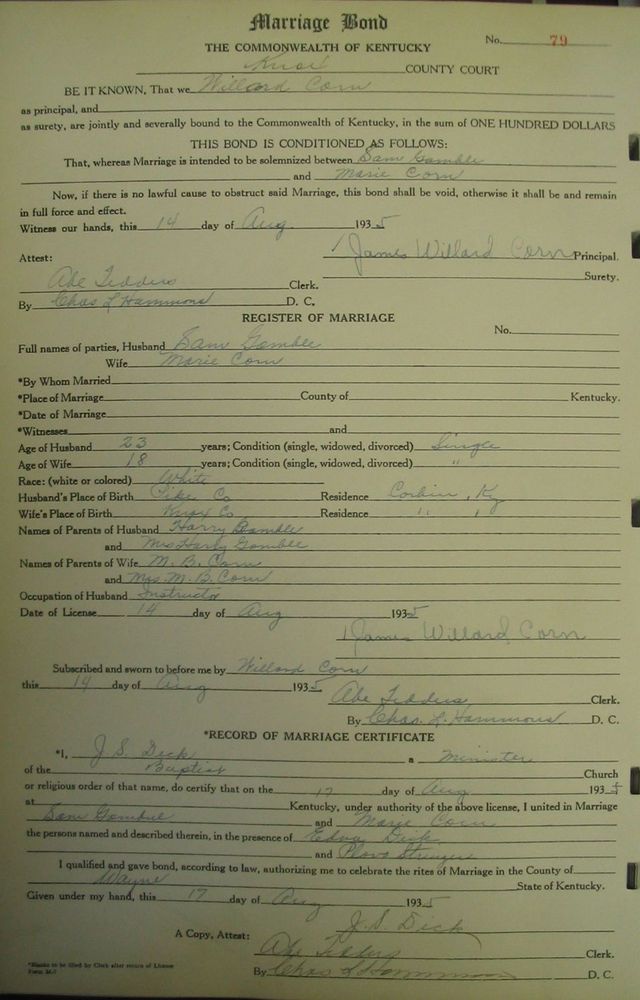 Marriage Bond
No. 79
THE COMMONWEALTH OF KENTUCKY
Knox COUNTY COURT
BE IT KNOWN, That we Willard Corn
as principal, and
as surety, are jointly and severally bound to the Commonwealth of Kentucky, in the sum of ONE HUNDRED DOLLARS
THIS BOND IS CONDITIONED AS FOLLOWS:
That, whereas Marriage is intended to be solemnized between Sam Gamble
and Marie Corn
Now, if there is no lawful cause to obstruct said Marriage, this bond shall be void, otherwise it shall be and remain
in full force and effect.
Witness our hands, this 14 day of Aug. 1935
James Willard Corn Principal.
Attest: Surety.
Abe Clerk.
By Chas L Hammons D. C.
REGISTER OF MARRIAGE
No.
Full names of parties, Husband Sam Gamble
Wife Marie Corn
*By Whom Married
*Place of Marriage County of Kentucky.
*Date of Marriage
*Witnesses and
Age of Husband 23 years; Condition (single, widowed, divorced) Single
Age of Wife 18 years; Condition (single, widowed, divorced) "
Race: (white or colored) White
Husband's Place of Birth Pike Co Residence Corbin, Ky
Wife's Place of Birth Knox Co Residence " "
Names of Parents of Husband Harry Gamble
and Mrs Harry Gamble
Names of Parents of Wife M. B. Corn
and Mrs. M. B. Corn
Occupation of Husband Instructor
Date of License 14 day of Aug 1935
James Willard Corn
Subscribed and sworn to before me by Willard Corn
this 14 day of Aug 1935
Abe Clerk.
By Chas. L. Hammons D. C.
*RECORD OF MARRIAGE CERTIFICATE
*I, J. S. Dick a Minister
of the Baptist Church
or religious order of that name, do certify that on the 17 day of Aug 1935
at Kentucky, under authority of the above license, I united in Marriage
Sam and Marie Corn
the persons named and described therein, in the presence of Edva Dick
and
I qualified and gave bond, according to law, authorizing me to celebrate the rites of Marriage in the County of
Wayne State of Kentucky.
Given under my hand, this 17 day of Aug 1935
J. S. Dick
A Copy, Attest:
Abe Clerk.
*Blanks to be filled by Clerk after return of License
By Chas L Hammons D. C.